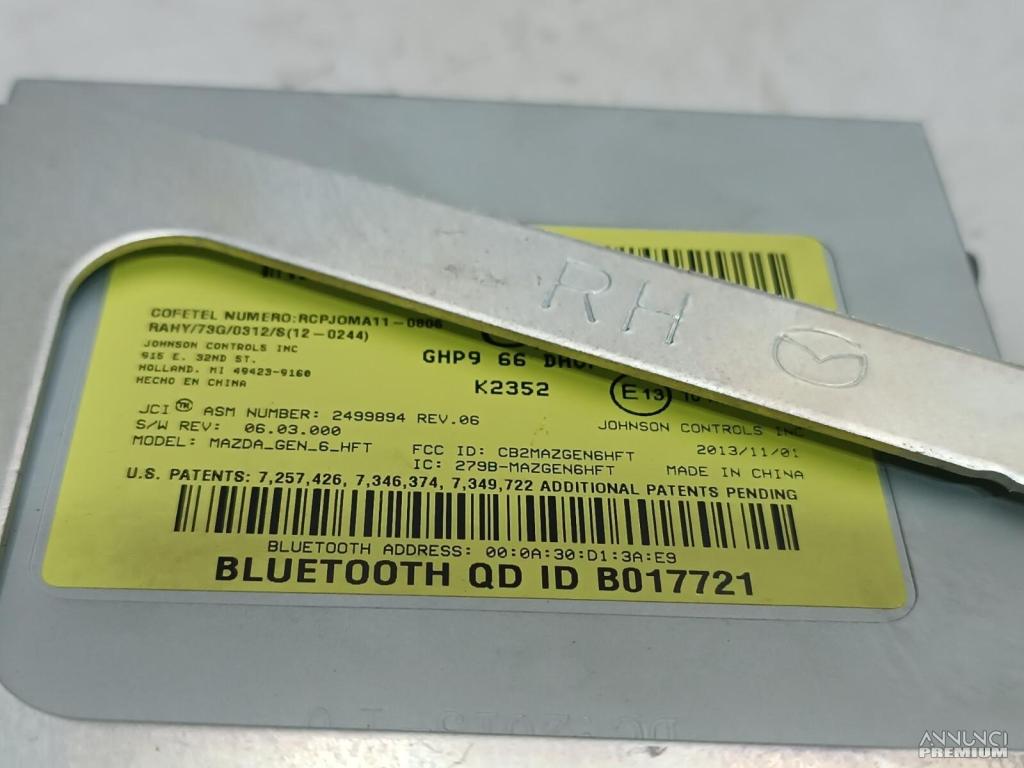 RH
COFETEL NUMERO:RCPJOMA11-0806
RAHY/73G/0312/S(12-0244)
JOHNSON CONTROLS INC
915 E. 32ND ST.
HOLLAND, MI 49423-9160
HECHO EN CHINA
GHP9 66
K2352
E13
JCI TM ASM NUMBER: 2499894 REV.06
S/W REV: 06.03.000
MODEL: MAZDA_GEN_6_HFT
JOHNSON CONTROLS INC
FCC ID: CB2MAZGEN6HFT 2013/11/01
IC: 279B-MAZGEN6HFT MADE IN CHINA
U.S. PATENTS: 7,257,426, 7,346,374, 7,349,722 ADDITIONAL PATENTS PENDING
BLUETOOTH ADDRESS: 00:0A:30:D1:3A:E9
BLUETOOTH QD ID B017721
ANNUNCI
PREMIUM